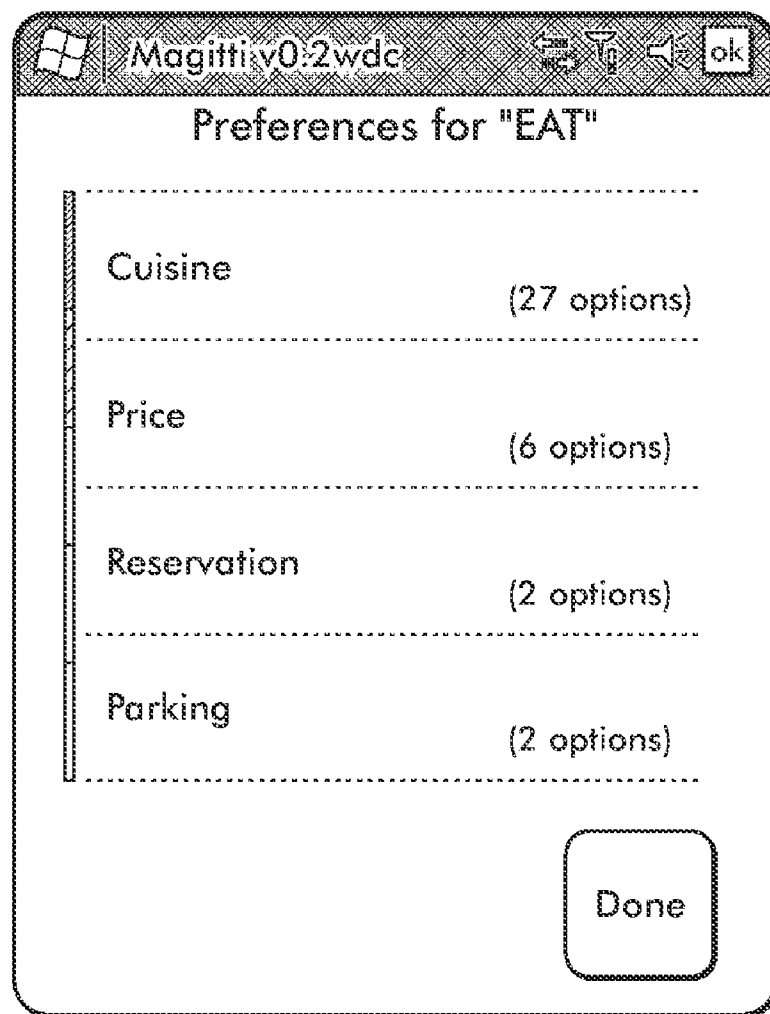 Magitti v0.2wdc ok
Preferences for "EAT"
Cuisine
(27 options)
Price
(6 options)
Reservation
(2 options)
Parking
(2 options)
Done